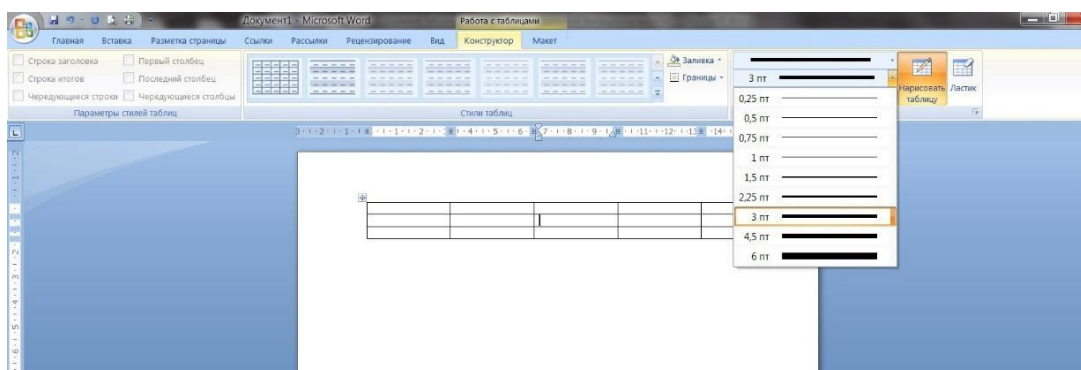 Документ1 - Microsoft Word
Работа с таблицами
Главная Вставка Разметка страницы Ссылки Рассылки Рецензирование Вид Конструктор Макет
Строка заголовка Первый столбец
Строка итогов Последний столбец
Чередующиеся строки Чередующиеся столбцы
Параметры стилей таблиц
Стили таблиц
Заливка
Границы
3 пт
0,25 пт
0,5 пт
0,75 пт
1 пт
1,5 пт
2,25 пт
3 пт
4,5 пт
6 пт
Нарисовать таблицу
Ластик